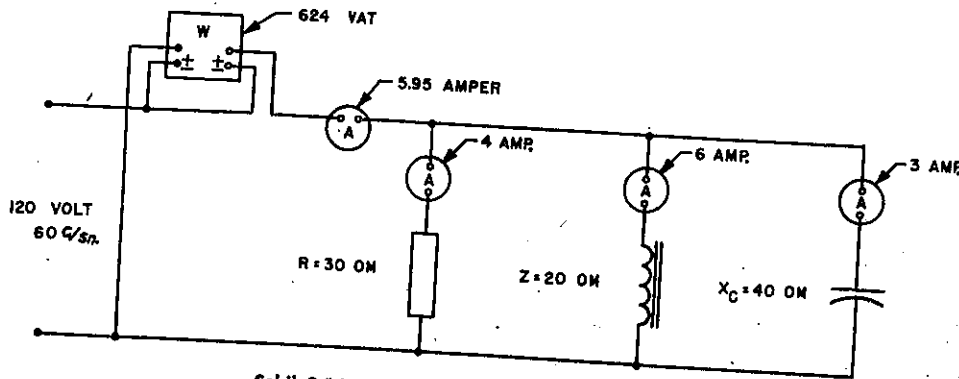 624 VAT
W
± ±
5.95 AMPER
A
4 AMP.
A
6 AMP.
A
3 AMP.
A
120 VOLT
60 C/sn.
R = 30 OM
Z = 20 OM
X_C = 40 OM